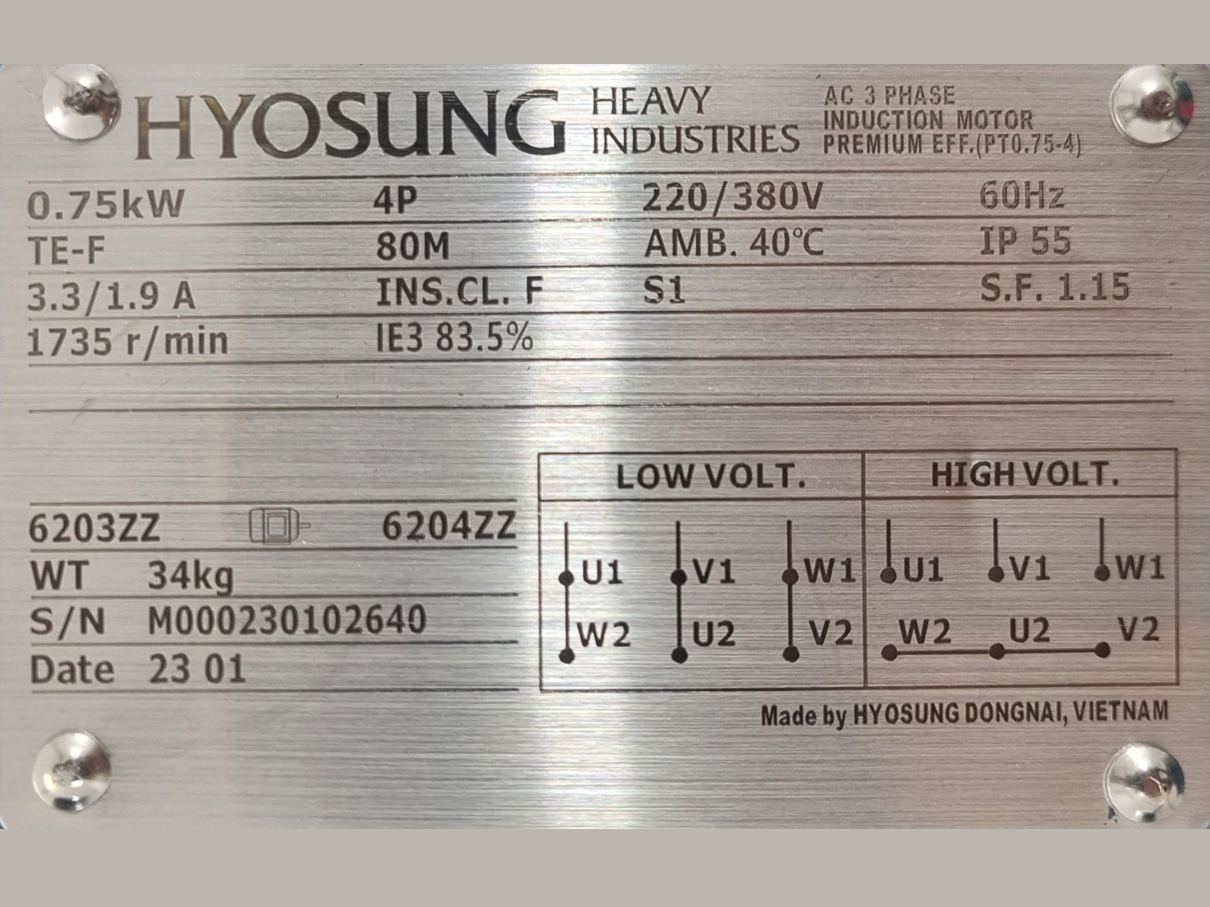 HYOSUNG HEAVY INDUSTRIES
AC 3 PHASE
INDUCTION MOTOR
PREMIUM EFF.(PT0.75-4)
0.75kW 4P 220/380V 60Hz
TE-F 80M AMB. 40℃ IP 55
3.3/1.9 A INS.CL. F S1 S.F. 1.15
1735 r/min IE3 83.5%
6203ZZ 6204ZZ
WT 34kg
S/N M000230102640
Date 23 01
LOW VOLT. HIGH VOLT.
U1 V1 W1 U1 V1 W1
W2 U2 V2 W2 U2 V2
Made by HYOSUNG DONGNAI, VIETNAM